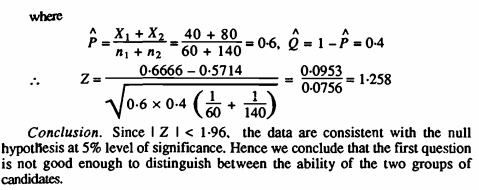 where
P̂ = X₁ + X₂ / n₁ + n₂ = 40 + 80 / 60 + 140 = 0·6, Q̂ = 1 – P̂ = 0·4
∴ Z = 0·6666 – 0·5714 / √0·6 × 0·4 (1/60 + 1/140) = 0·0953 / 0·0756 = 1·258
Conclusion. Since | Z | < 1·96, the data are consistent with the null
hypothesis at 5% level of significance. Hence we conclude that the first question
is not good enough to distinguish between the ability of the two groups of
candidates.